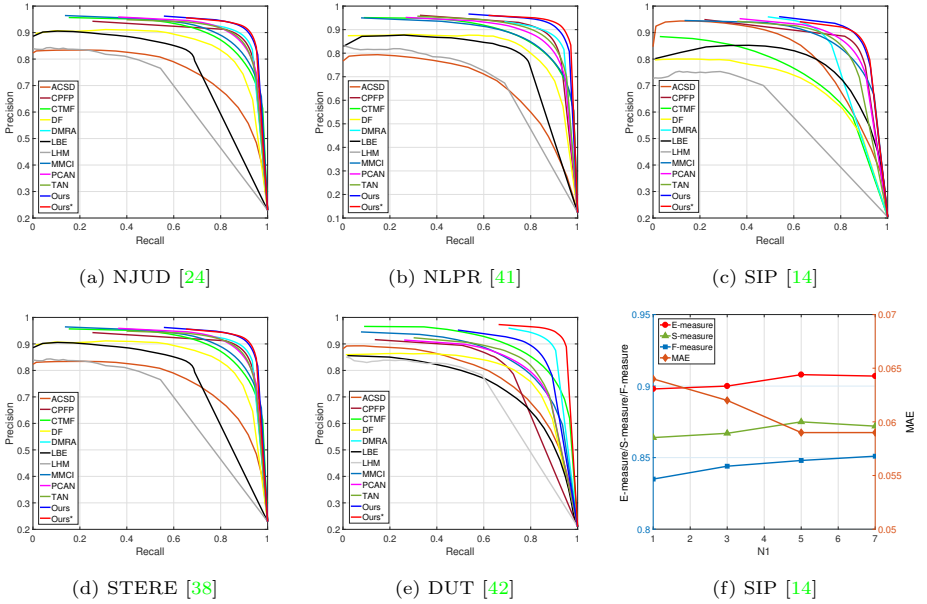 1
0.9
0.8
0.7
0.6
0.5
0.4
0.3
0.2
Precision
ACSD
CPFP
CTMF
DF
DMRA
LBE
LHM
MMCI
PCAN
TAN
Ours
Ours*
0 0.2 0.4 0.6 0.8 1
Recall
(a) NJUD [24]
1
0.9
0.8
0.7
0.6
0.5
0.4
0.3
0.2
0.1
Precision
ACSD
CPFP
CTMF
DF
DMRA
LBE
LHM
MMCI
PCAN
TAN
Ours
Ours*
0 0.2 0.4 0.6 0.8 1
Recall
(b) NLPR [41]
1
0.9
0.8
0.7
0.6
0.5
0.4
0.3
0.2
Precision
ACSD
CPFP
CTMF
DF
DMRA
LBE
LHM
MMCI
PCAN
TAN
Ours
Ours*
0 0.2 0.4 0.6 0.8 1
Recall
(c) SIP [14]
1
0.9
0.8
0.7
0.6
0.5
0.4
0.3
0.2
Precision
ACSD
CPFP
CTMF
DF
DMRA
LBE
LHM
MMCI
PCAN
TAN
Ours
Ours*
0 0.2 0.4 0.6 0.8 1
Recall
(d) STERE [38]
1
0.9
0.8
0.7
0.6
0.5
0.4
0.3
0.2
Precision
ACSD
CPFP
CTMF
DF
DMRA
LBE
LHM
MMCI
PCAN
TAN
Ours
Ours*
0 0.2 0.4 0.6 0.8 1
Recall
(e) DUT [42]
0.95
0.9
0.85
0.8
E-measure/S-measure/F-measure
E-measure
S-measure
F-measure
MAE
0.07
0.065
0.06
0.055
0.05
MAE
1 2 3 4 5 6 7
N1
(f) SIP [14]